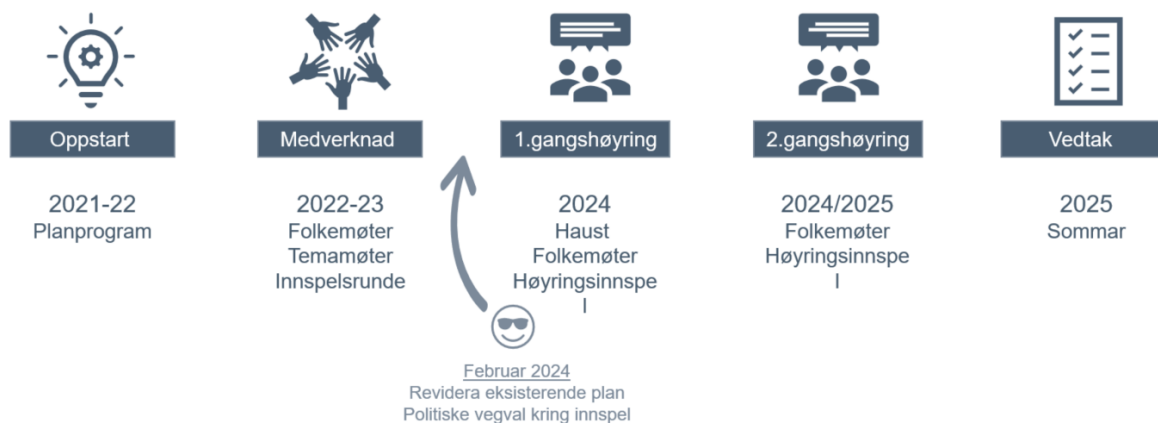 Oppstart
2021-22
Planprogram
Medverknad
2022-23
Folkemøter
Temamøter
Innspelsrunde
Februar 2024
Revidera eksisterende plan
Politiske vegval kring innspel
1.gangshøyring
2024
Haust
Folkemøter
Høyringsinnspe
l
2.gangshøyring
2024/2025
Folkemøter
Høyringsinnspe
l
Vedtak
2025
Sommar